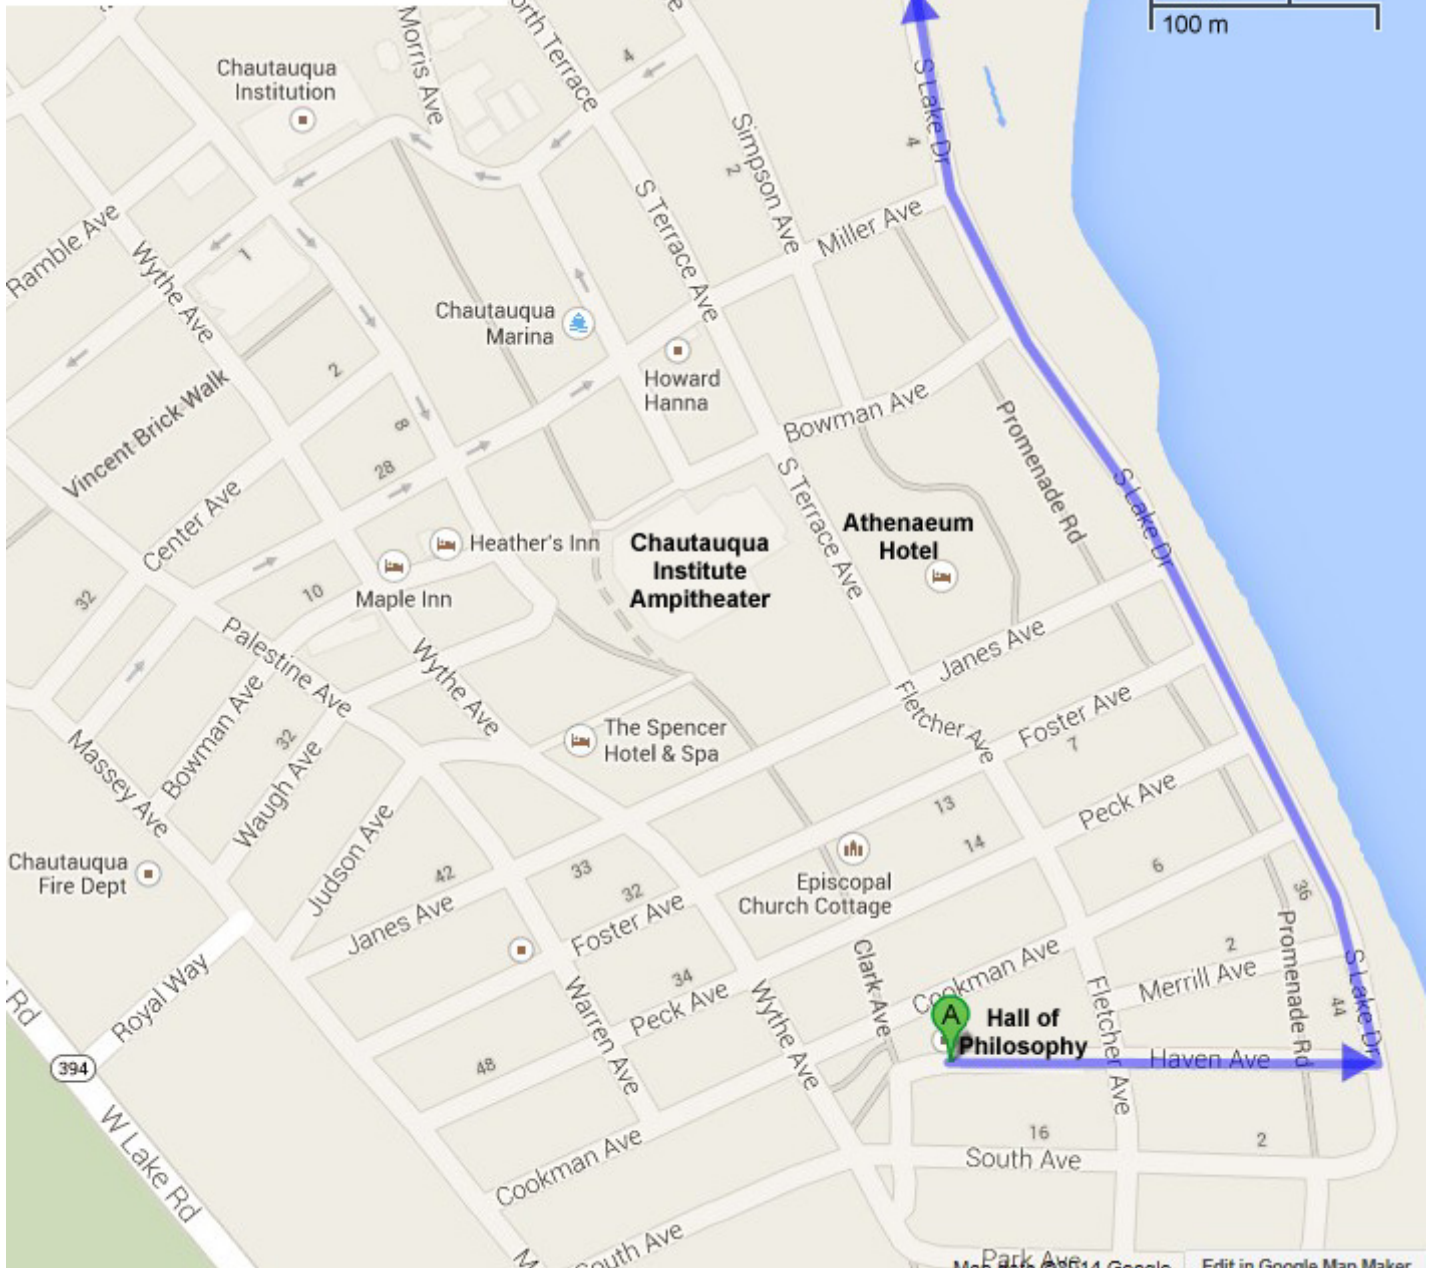 100 m
orth Terrace
Morris Ave
4
Chautauqua
Institution
S Lake Dr
4
Simpson Ave
2
S Terrace Ave
Miller Ave
Ramble Ave
1
Wythe Ave
Chautauqua
Marina
2
Howard
Hanna
Vincent Brick Walk
8
Bowman Ave
Promenade Rd
28
Center Ave
S Terrace Ave
S Lake Dr
Athenaeum
Hotel
Heather's Inn
Chautauqua
Institute
Ampitheater
Maple Inn
10
32
Palestine Ave
Wythe Ave
Janes Ave
Bowman Ave
Fletcher Ave
Foster Ave
7
The Spencer
Hotel & Spa
32
Massey Ave
Waugh Ave
Peck Ave
13
14
Judson Ave
Chautauqua
Fire Dept
42
33
32
6
36
Episcopal
Church Cottage
Janes Ave
Foster Ave
Clark Ave
Cookman Ave
2
Merrill Ave
Promenade Rd
S Lake Dr
44
Rd
Royal Way
34
Peck Ave
Warren Ave
Wythe Ave
A
Hall of
Philosophy
Fletcher Ave
Haven Ave
394
48
W Lake Rd
16
2
South Ave
Cookman Ave
South Ave
M
Park Ave
Map data ©2014 Google
Edit in Google Map Maker